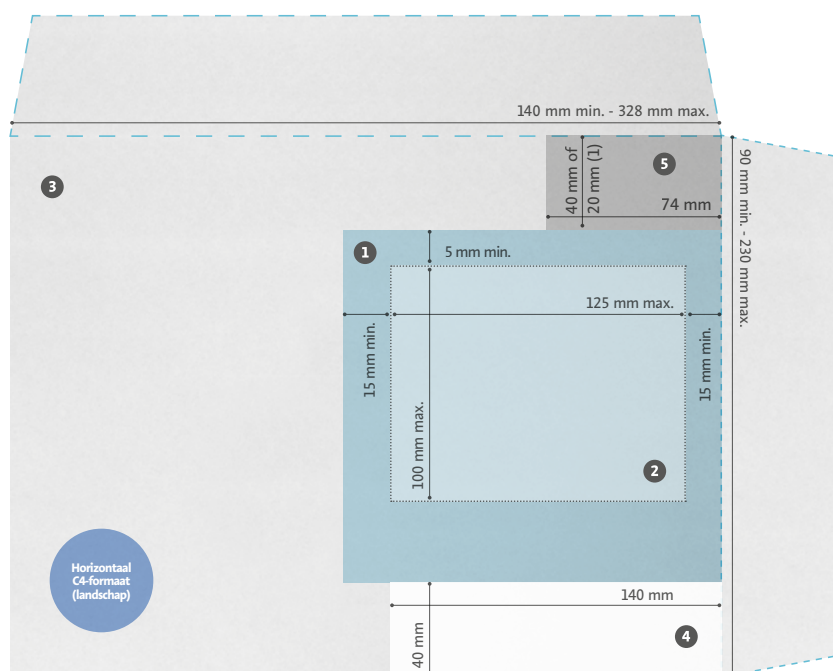 140 mm min. - 328 mm max.
3
40 mm of
20 mm (1)
5
74 mm
90 mm min. - 230 mm max.
1
5 mm min.
125 mm max.
15 mm min.
15 mm min.
100 mm max.
2
Horizontaal
C4-formaat
(landschap)
140 mm
40 mm
4